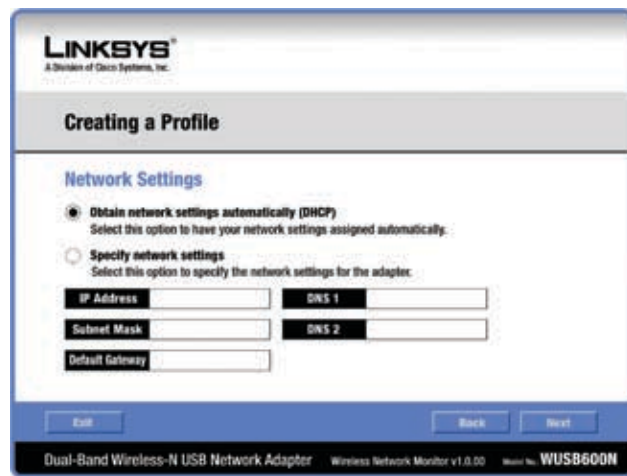 LINKSYS®
A Division of Cisco Systems, Inc.
Creating a Profile
Network Settings
Obtain network settings automatically (DHCP)
Select this option to have your network settings assigned automatically.
Specify network settings
Select this option to specify the network settings for the adapter.
IP Address DNS 1
Subnet Mask DNS 2
Default Gateway
Exit Back Next
Dual-Band Wireless-N USB Network Adapter Wireless Network Monitor v1.0.00 Model No. WUSB600N